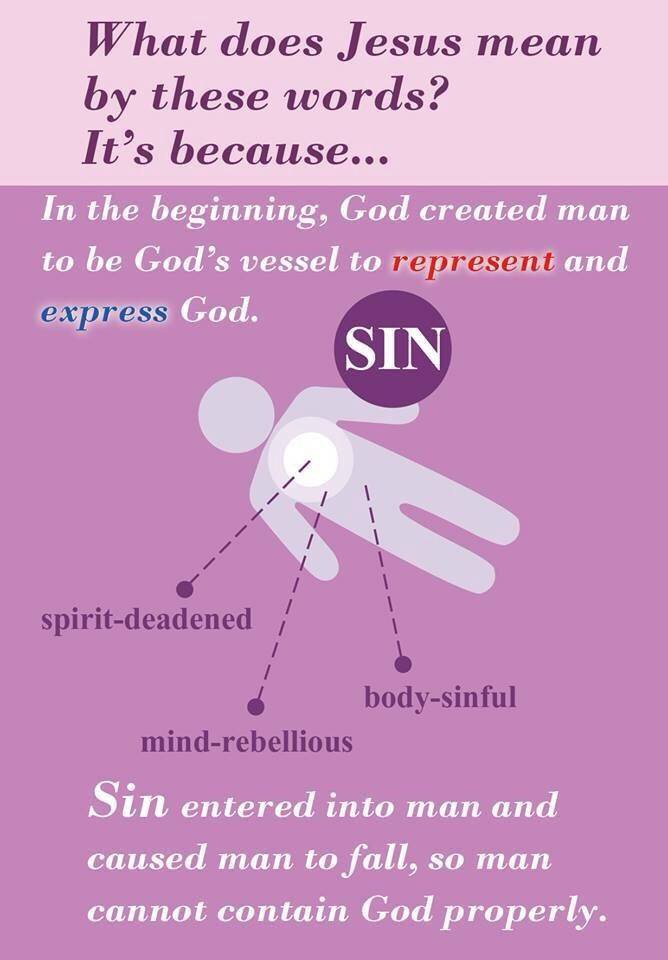 What does Jesus mean
by these words?
It's because...
In the beginning, God created man
to be God's vessel to represent and
express God.
SIN
spirit-deadened
body-sinful
mind-rebellious
Sin entered into man and
caused man to fall, so man
cannot contain God properly.